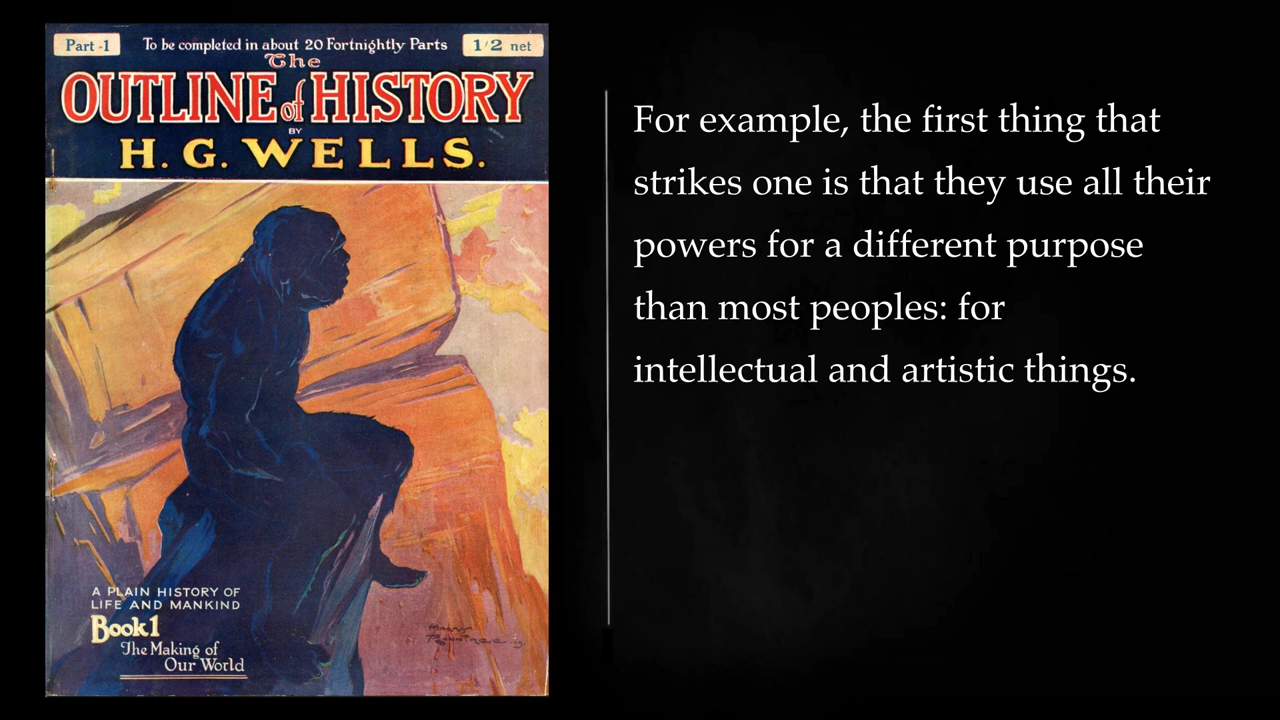 Part -1
To be completed in about 20 Fortnightly Parts
1/2 net
The
OUTLINE of HISTORY
BY
H. G. WELLS.
A PLAIN HISTORY OF
LIFE AND MANKIND
Book 1
The Making of
Our World
For example, the first thing that
strikes one is that they use all their
powers for a different purpose
than most peoples: for
intellectual and artistic things.